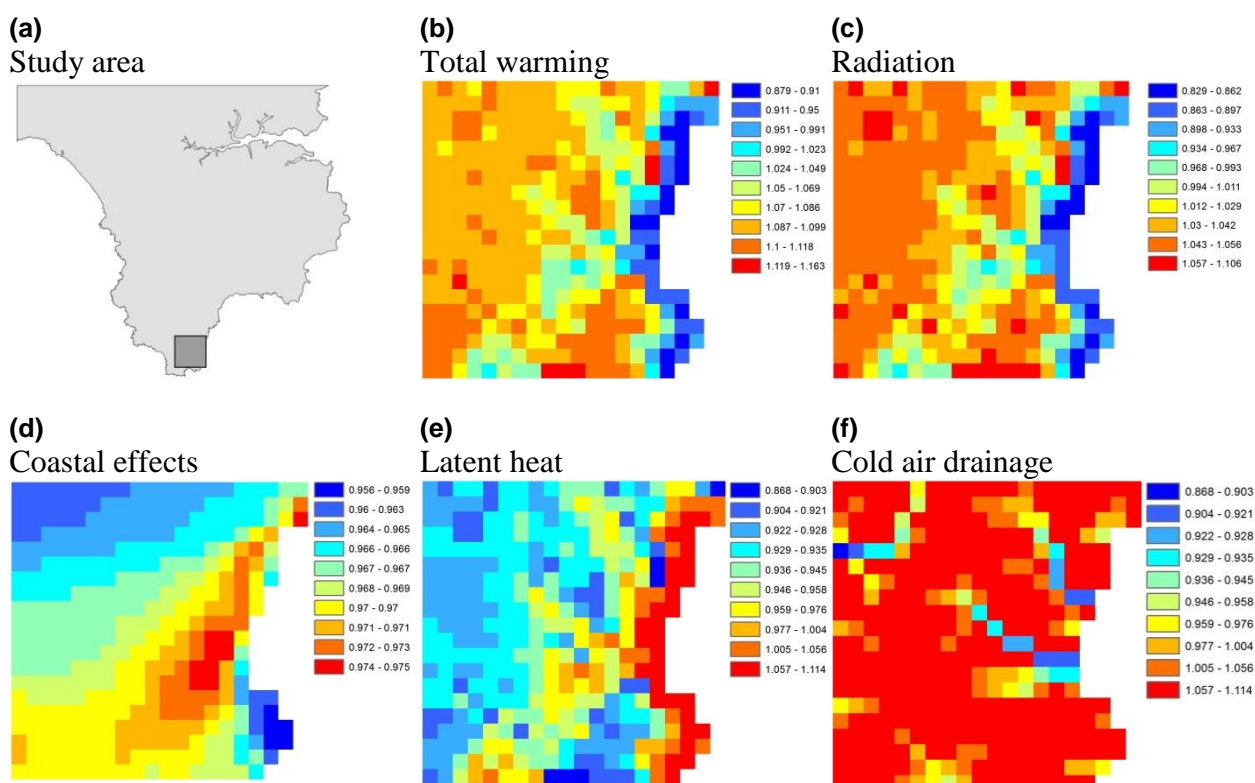 (a)
Study area
(b)
Total warming
0.879 - 0.91
0.911 - 0.95
0.951 - 0.991
0.992 - 1.023
1.024 - 1.049
1.05 - 1.069
1.07 - 1.086
1.087 - 1.099
1.1 - 1.118
1.119 - 1.163
(c)
Radiation
0.829 - 0.862
0.863 - 0.897
0.898 - 0.933
0.934 - 0.967
0.968 - 0.993
0.994 - 1.011
1.012 - 1.029
1.03 - 1.042
1.043 - 1.056
1.057 - 1.106
(d)
Coastal effects
0.956 - 0.959
0.96 - 0.963
0.964 - 0.965
0.966 - 0.966
0.967 - 0.967
0.968 - 0.969
0.97 - 0.97
0.971 - 0.971
0.972 - 0.973
0.974 - 0.975
(e)
Latent heat
0.868 - 0.903
0.904 - 0.921
0.922 - 0.928
0.929 - 0.935
0.936 - 0.945
0.946 - 0.958
0.959 - 0.976
0.977 - 1.004
1.005 - 1.056
1.057 - 1.114
(f)
Cold air drainage
0.868 - 0.903
0.904 - 0.921
0.922 - 0.928
0.929 - 0.935
0.936 - 0.945
0.946 - 0.958
0.959 - 0.976
0.977 - 1.004
1.005 - 1.056
1.057 - 1.114